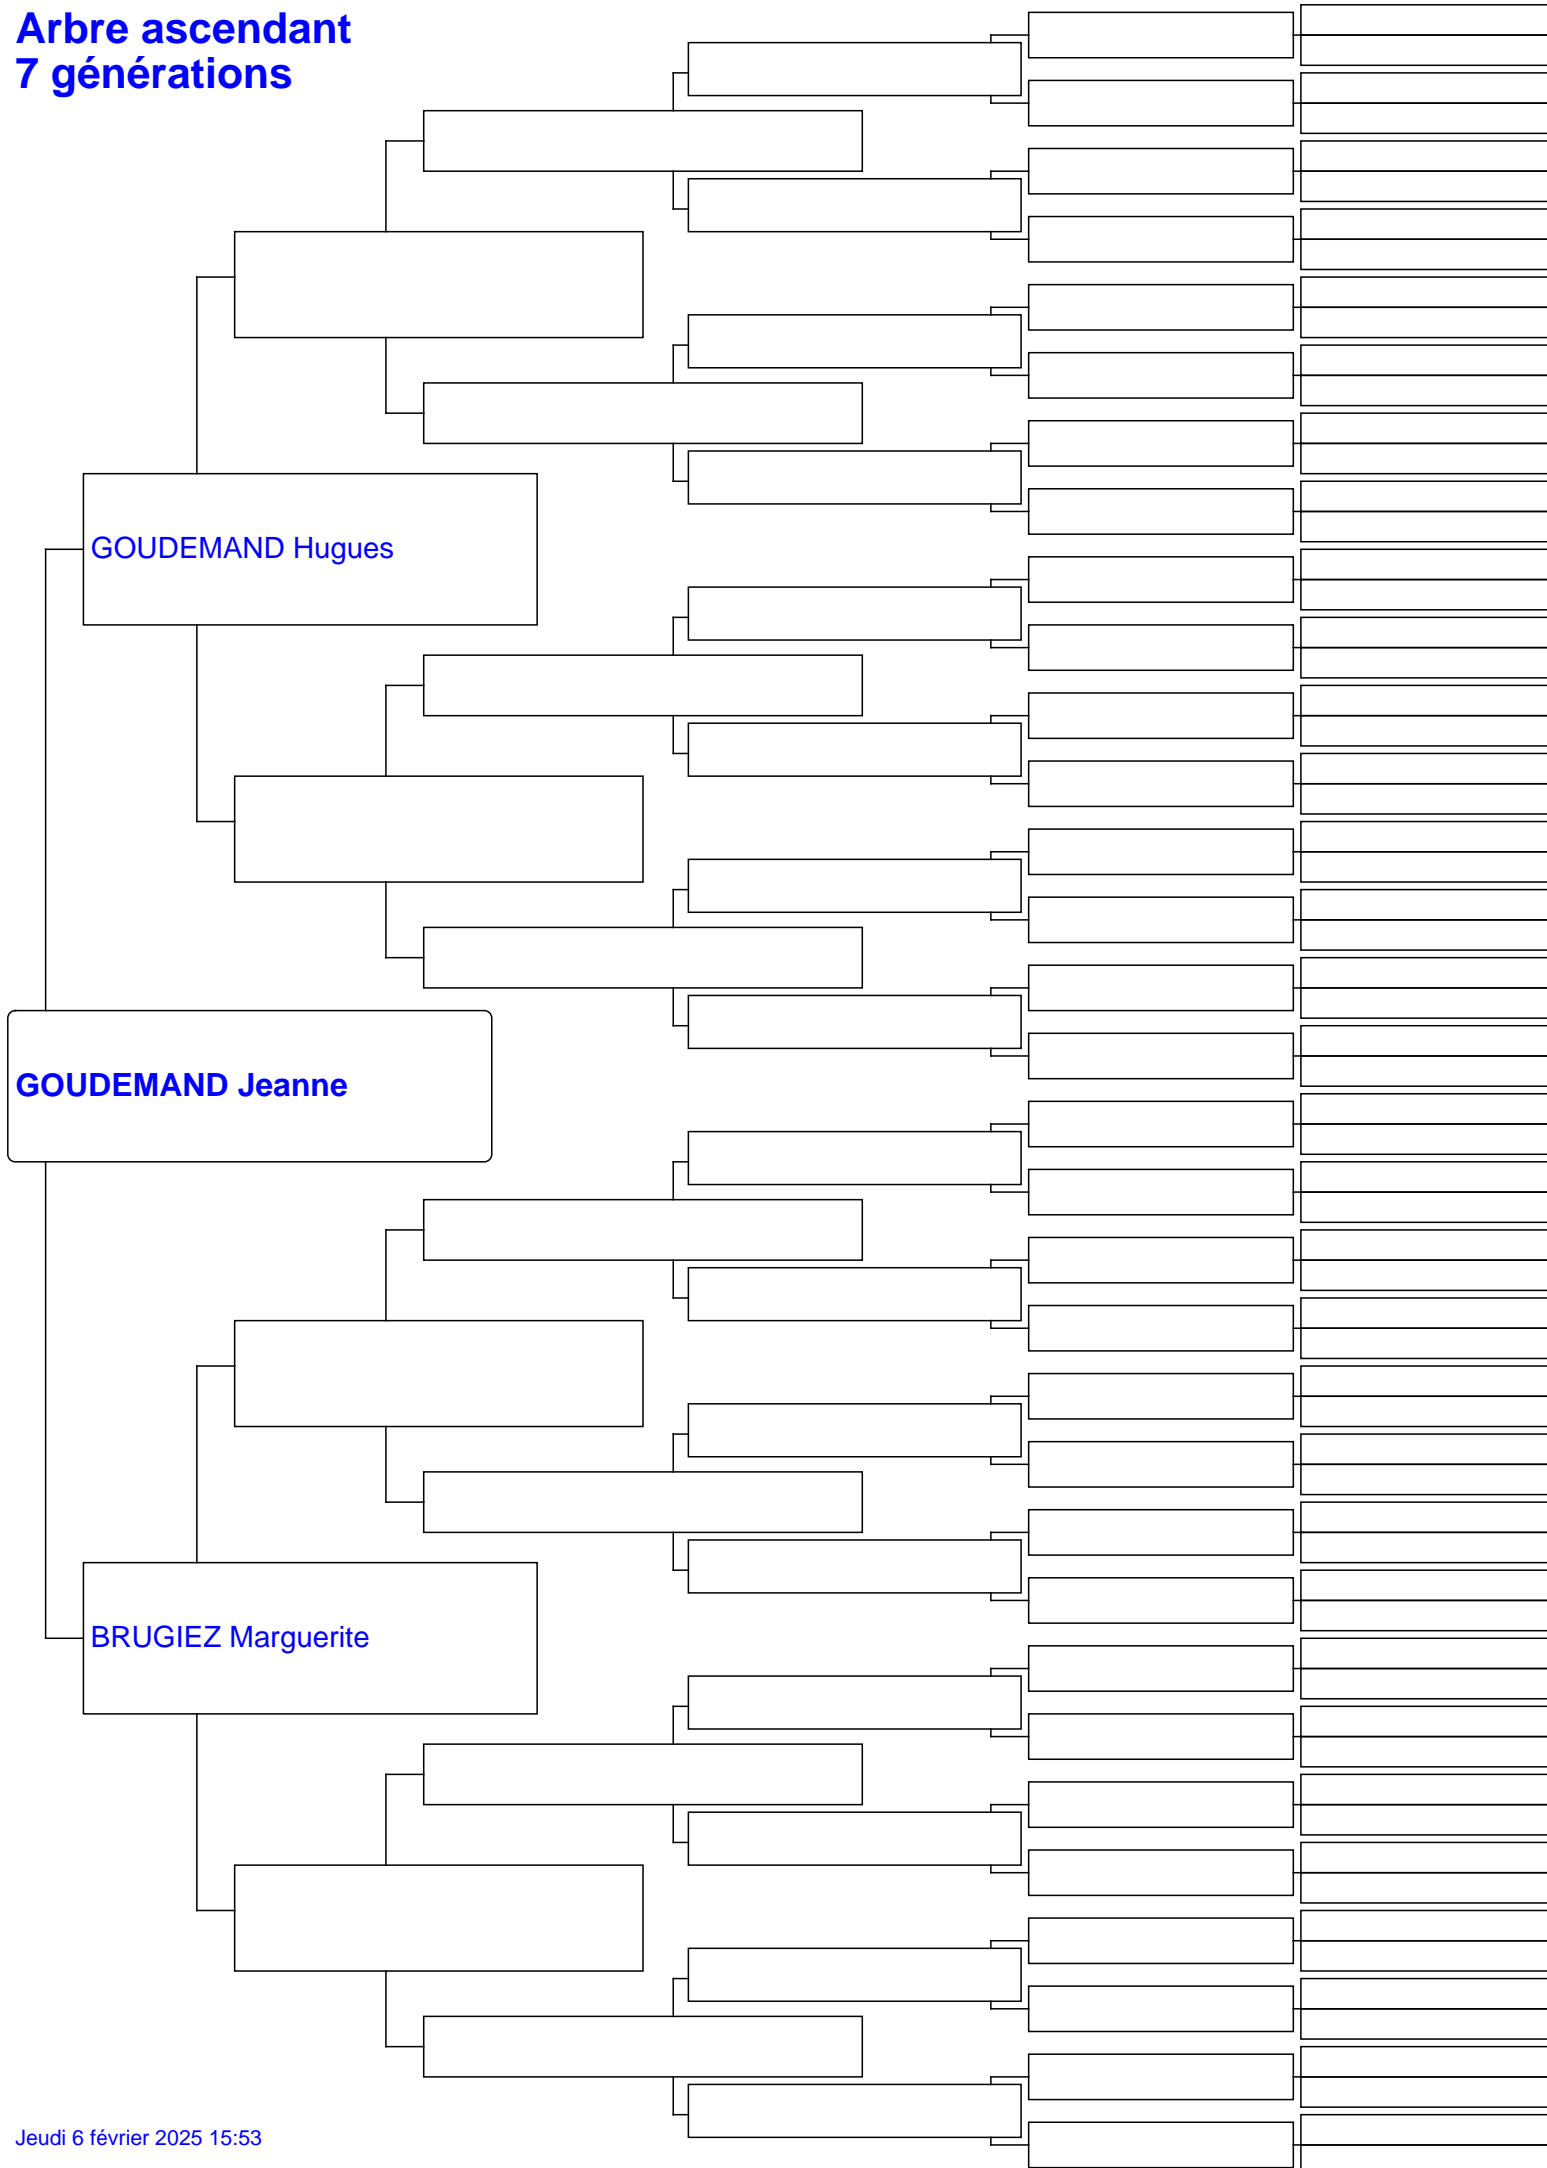 Arbre ascendant
7 générations
GOUDEMAND Hugues
GOUDEMAND Jeanne
BRUGIEZ Marguerite
Jeudi 6 février 2025 15:53